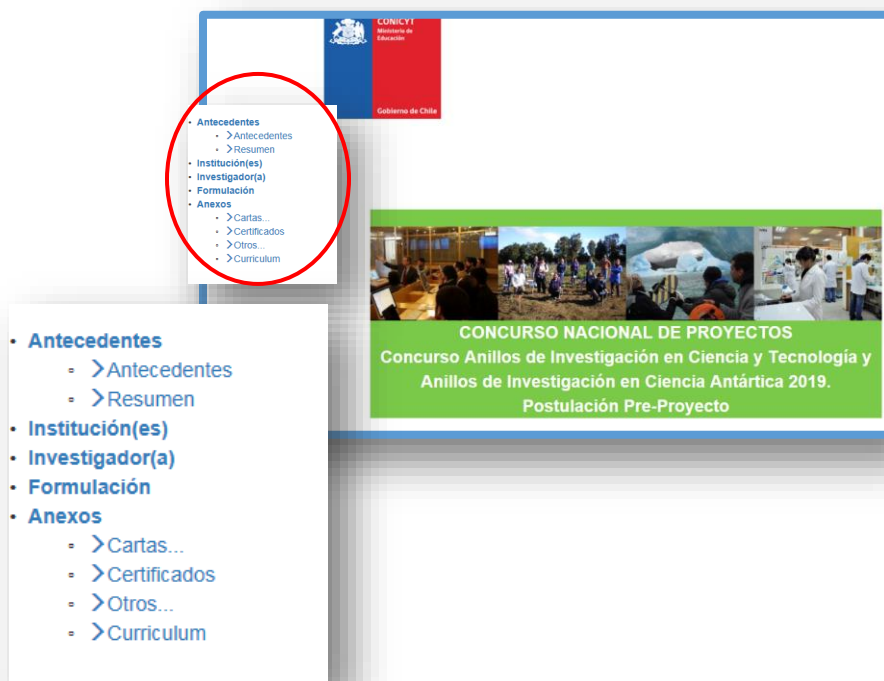 CONICYT
Ministerio de
Educación
Gobierno de Chile
• Antecedentes
▫ >Antecedentes
▫ >Resumen
• Institución(es)
• Investigador(a)
• Formulación
• Anexos
▫ >Cartas...
▫ >Certificados
▫ >Otros...
▫ >Curriculum
CONCURSO NACIONAL DE PROYECTOS
Concurso Anillos de Investigación en Ciencia y Tecnología y
Anillos de Investigación en Ciencia Antártica 2019.
Postulación Pre-Proyecto
• Antecedentes
▫ >Antecedentes
▫ >Resumen
• Institución(es)
• Investigador(a)
• Formulación
• Anexos
▫ >Cartas...
▫ >Certificados
▫ >Otros...
▫ >Curriculum